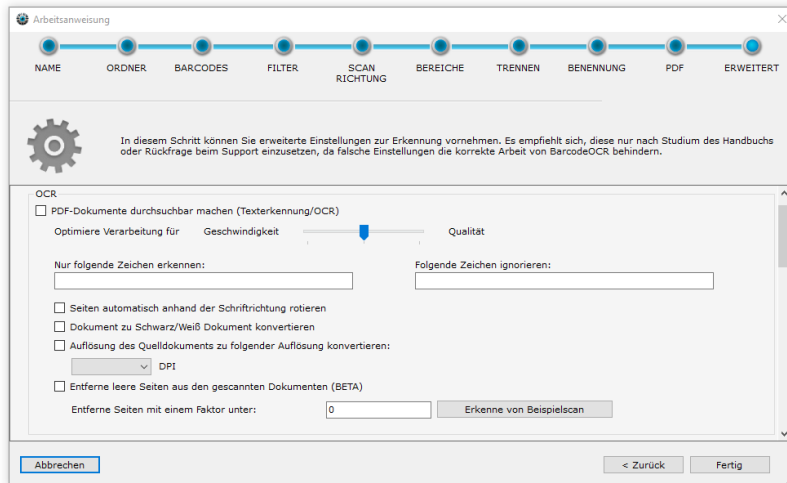 Arbeitsanweisung
NAME ORDNER BARCODES FILTER SCAN RICHTUNG BEREICHE TRENNEN BENENNUNG PDF ERWEITERT
In diesem Schritt können Sie erweiterte Einstellungen zur Erkennung vornehmen. Es empfiehlt sich, diese nur nach Studium des Handbuchs
oder Rückfrage beim Support einzusetzen, da falsche Einstellungen die korrekte Arbeit von BarcodeOCR behindern.
OCR
PDF-Dokumente durchsuchbar machen (Texterkennung/OCR)
Optimiere Verarbeitung für Geschwindigkeit Qualität
Nur folgende Zeichen erkennen: Folgende Zeichen ignorieren:
Seiten automatisch anhand der Schriftrichtung rotieren
Dokument zu Schwarz/Weiß Dokument konvertieren
Auflösung des Quelldokuments zu folgender Auflösung konvertieren:
DPI
Entferne leere Seiten aus den gescannten Dokumenten (BETA)
Entferne Seiten mit einem Faktor unter: 0 Erkenne von Beispielscan
Abbrechen < Zurück Fertig